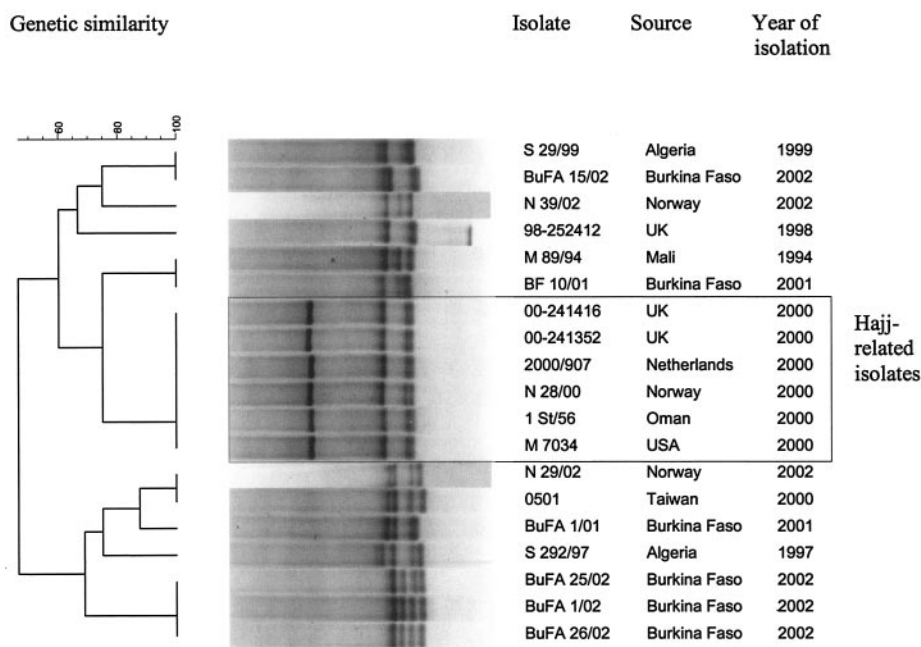 Genetic similarity Isolate Source Year of
isolation
60 80 100
S 29/99 Algeria 1999
BuFA 15/02 Burkina Faso 2002
N 39/02 Norway 2002
98-252412 UK 1998
M 89/94 Mali 1994
BF 10/01 Burkina Faso 2001
00-241416 UK 2000
00-241352 UK 2000
2000/907 Netherlands 2000
N 28/00 Norway 2000
1 St/56 Oman 2000
M 7034 USA 2000
Hajj-
related
isolates
N 29/02 Norway 2002
0501 Taiwan 2000
BuFA 1/01 Burkina Faso 2001
S 292/97 Algeria 1997
BuFA 25/02 Burkina Faso 2002
BuFA 1/02 Burkina Faso 2002
BuFA 26/02 Burkina Faso 2002